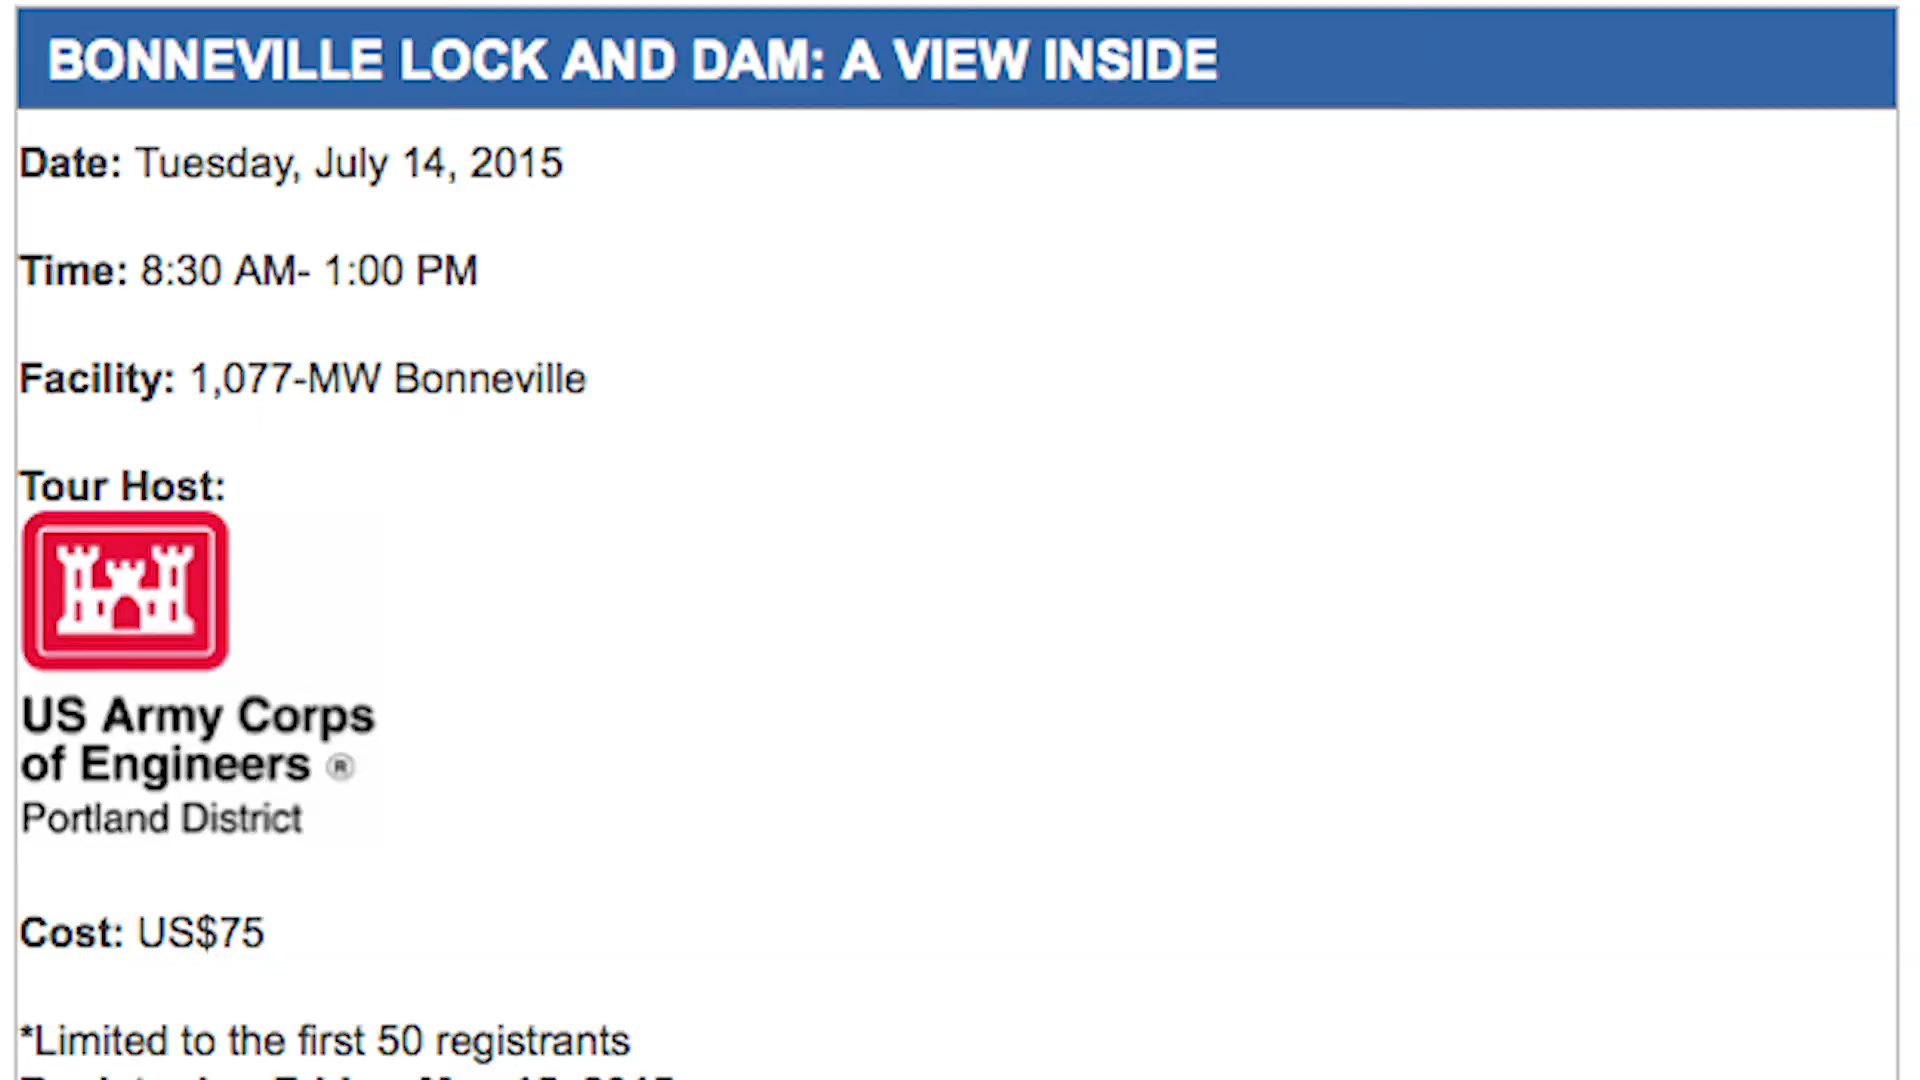 BONNEVILLE LOCK AND DAM: A VIEW INSIDE
Date: Tuesday, July 14, 2015
Time: 8:30 AM- 1:00 PM
Facility: 1,077-MW Bonneville
Tour Host:
US Army Corps
of Engineers ®
Portland District
Cost: US$75
*Limited to the first 50 registrants